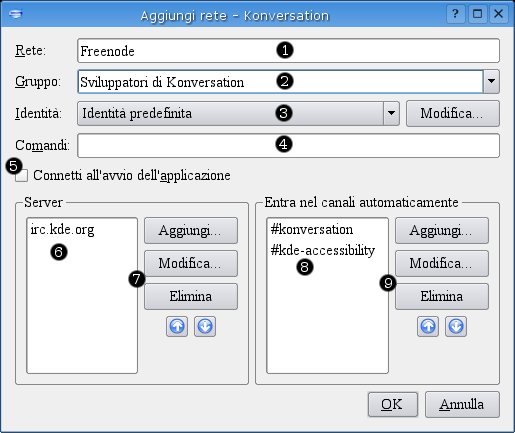 Aggiungi rete - Konversation
Rete: Freenode 1
Gruppo: Sviluppatori di Konversation 2
Identità: Identità predefinita 3 Modifica...
Comandi: 4
5 Connetti all'avvio dell'applicazione
Server
irc.kde.org
6
Aggiungi...
Modifica...
7
Elimina
Entra nel canali automaticamente
#konversation
#kde-accessibility
8
Aggiungi...
Modifica...
9
Elimina
OK Annulla